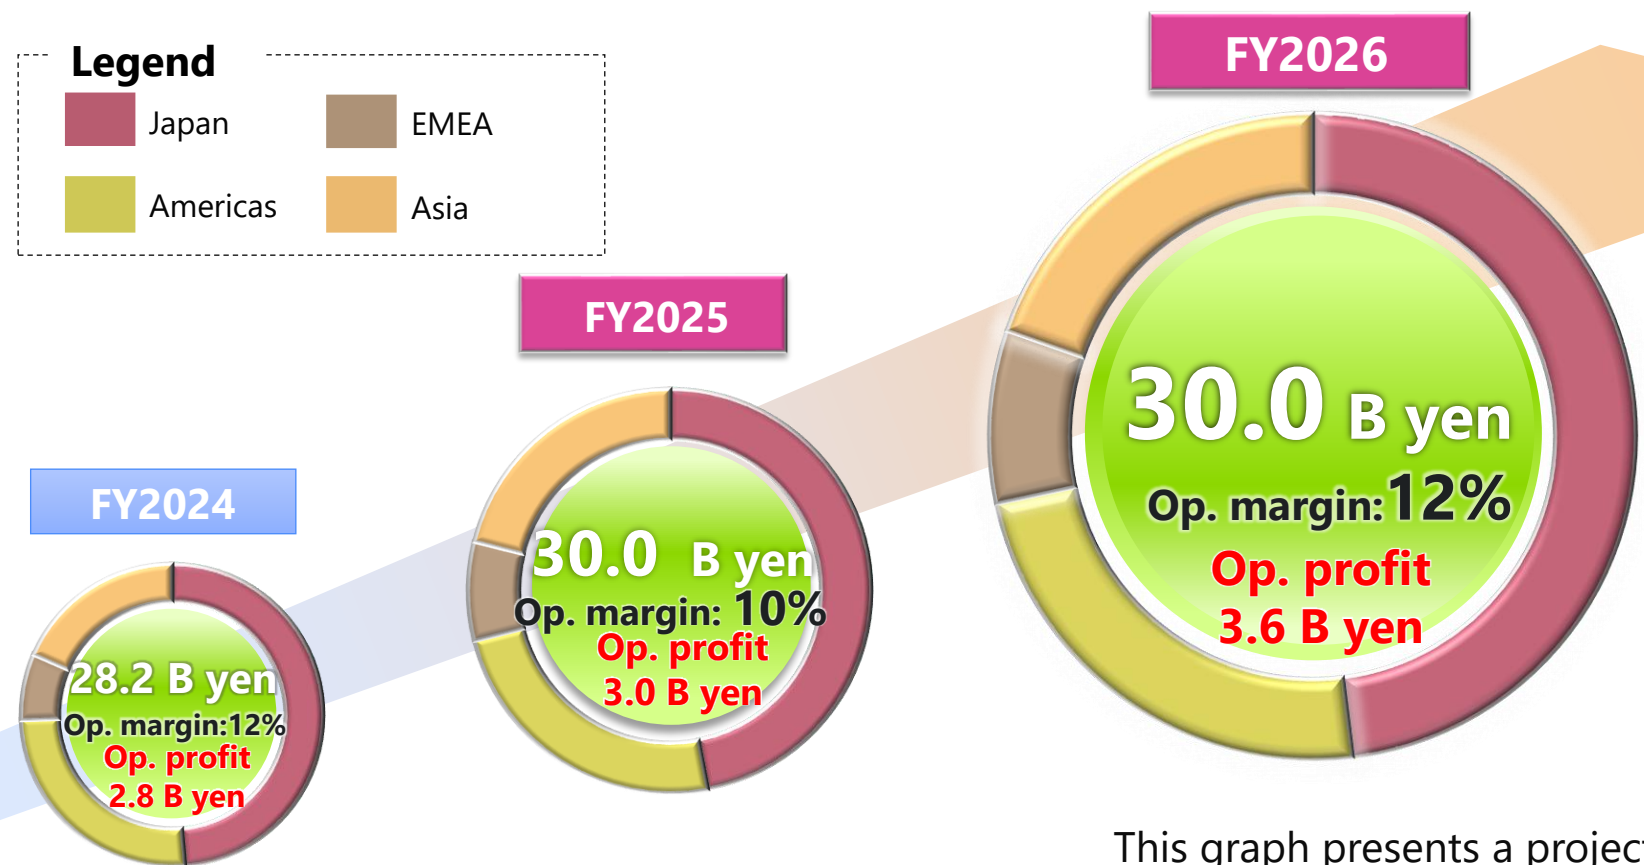 Legend
Japan
EMEA
Americas
Asia
FY2024
28.2 B yen
Op. margin:12%
Op. profit
2.8 B yen
FY2025
30.0 B yen
Op. margin: 10%
Op. profit
3.0 B yen
FY2026
30.0 B yen
Op. margin:12%
Op. profit
3.6 B yen
This graph presents a project